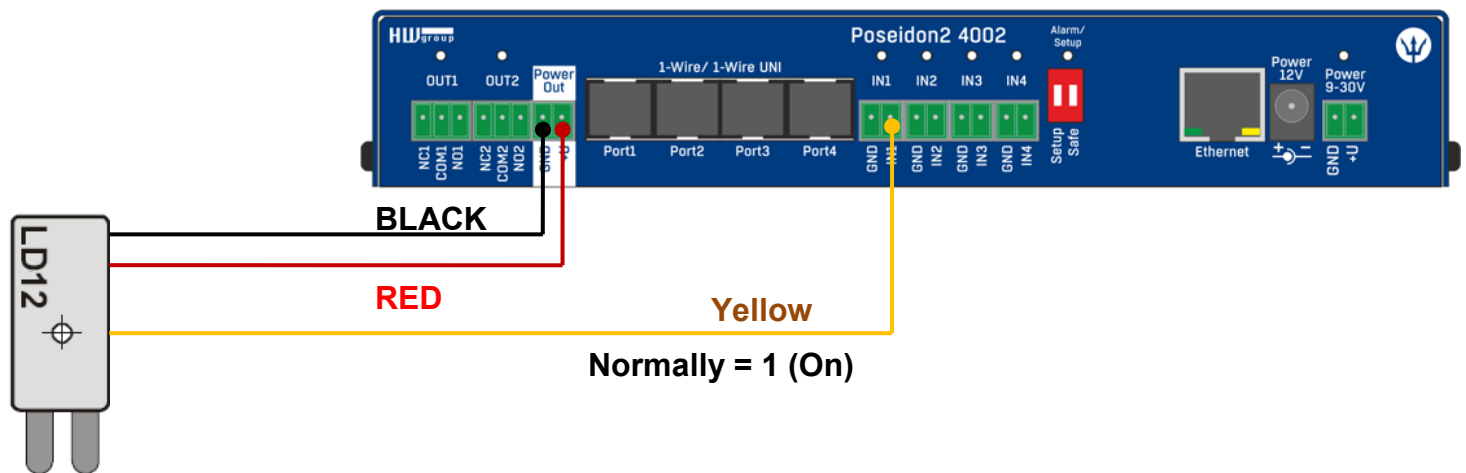 HWgroup
Poseidon2 4002
Alarm/
Setup
OUT1
OUT2
Power
Out
1-Wire/ 1-Wire UNI
IN1
IN2
IN3
IN4
Power
12V
Power
9-30V
NC1
COM1
NO1
NC2
COM2
NO2
GND
+U
Port1
Port2
Port3
Port4
GND
IN1
GND
IN2
GND
IN3
GND
IN4
Setup
Safe
Ethernet
+ -
GND
+U
LD12
BLACK
RED
Yellow
Normally = 1 (On)